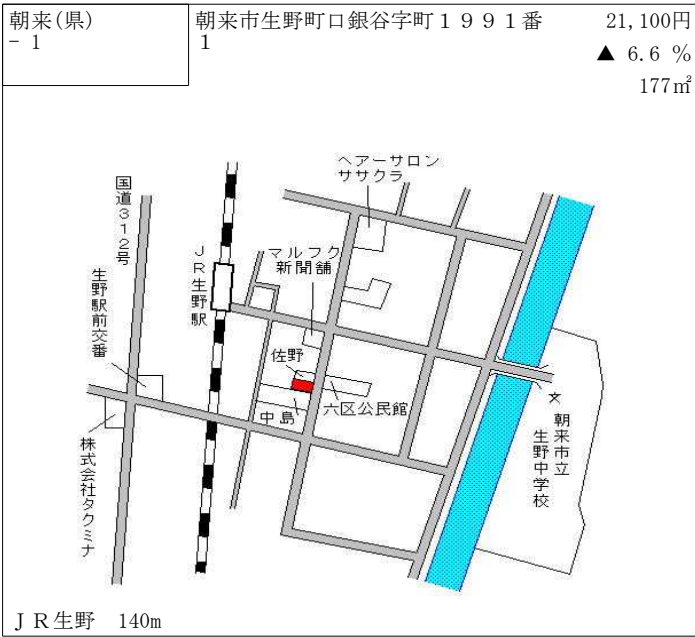 朝来(県)
- 1
朝来市生野町口銀谷字町１９９１番
1
21,100円
▲ 6.6 %
177㎡
ヘアーサロン
ササクラ
国道３１２号
ＪＲ生野駅
マルフク
新聞舗
生野駅前交番
佐野
中島
六区公民館
朝来市立
生野中学校
株式会社タクミナ
ＪＲ生野　140m